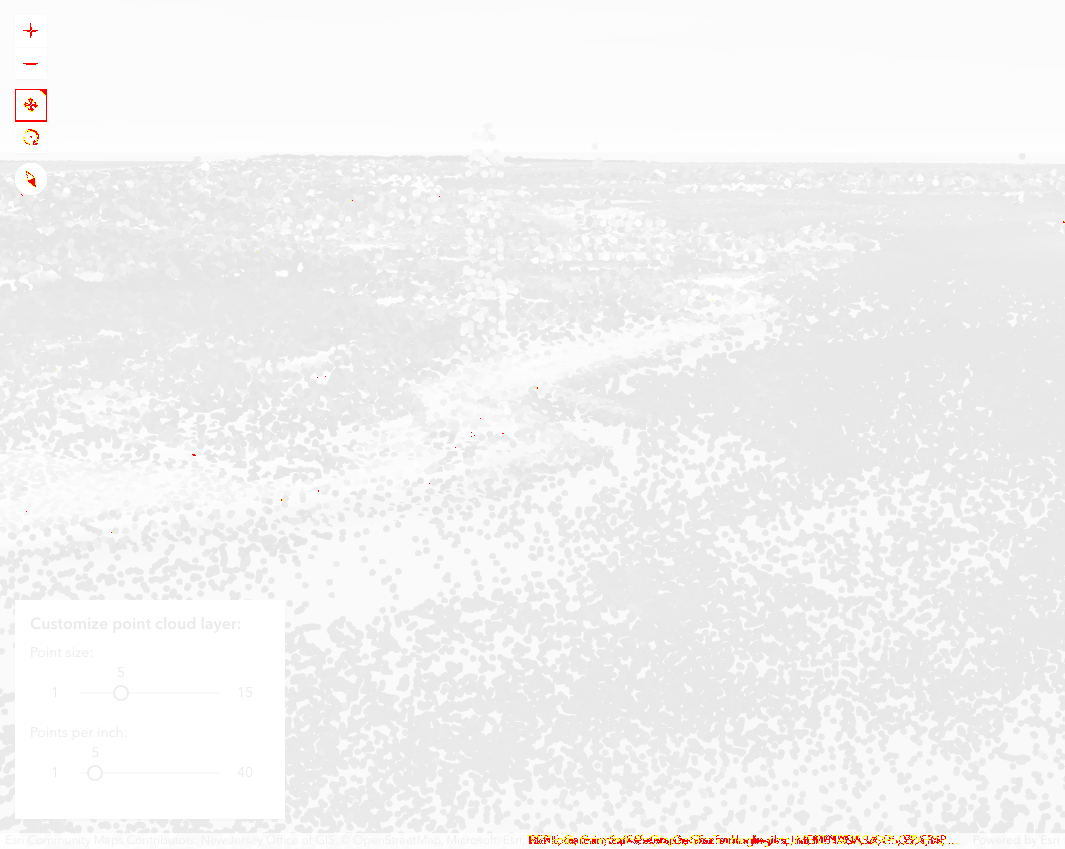 Customize point cloud layer:
Point size:
5
1 15
Points per inch:
5
1 40
Esri Community Maps Contributors, New Jersey Office of GIS, © OpenStreetMap, Microsoft, Esri, Powered by Esri